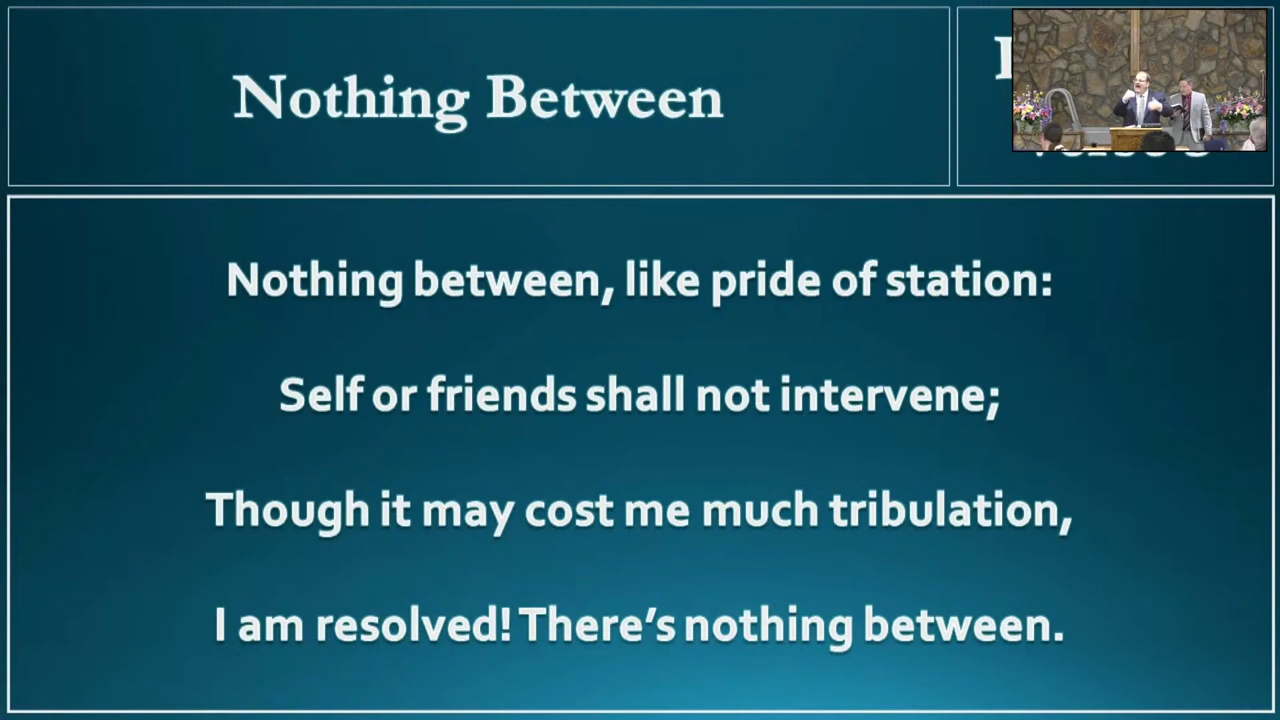 Nothing Between
Nothing between, like pride of station:
Self or friends shall not intervene;
Though it may cost me much tribulation,
I am resolved! There's nothing between.